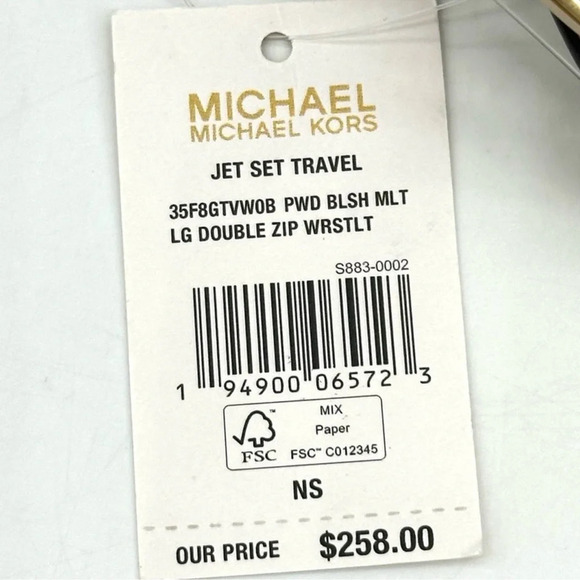 MICHAEL
MICHAEL KORS
JET SET TRAVEL
35F8GTVW0B PWD BLSH MLT
LG DOUBLE ZIP WRSTLT
S883-0002
1 94900 06572 3
FSC
MIX
Paper
FSC™ C012345
NS
OUR PRICE $258.00